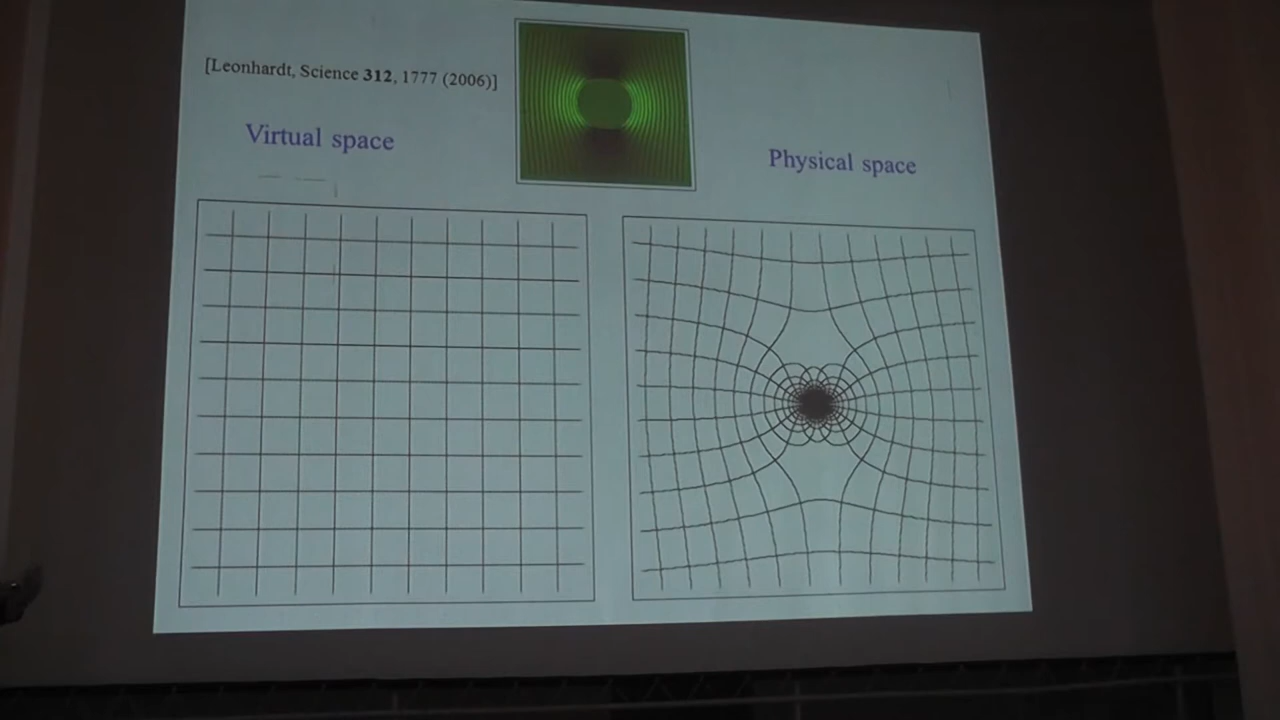 [Leonhardt, Science 312, 1777 (2006)]
Virtual space
Physical space